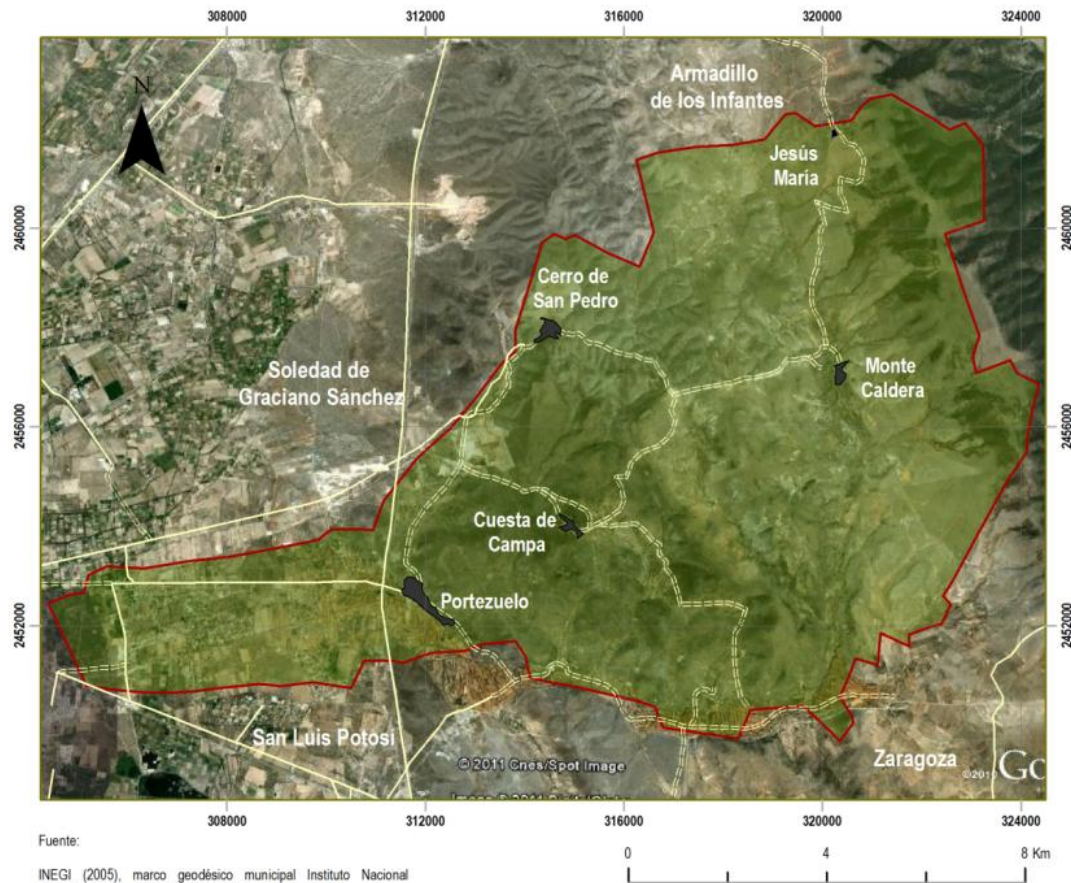 308000 312000 316000 320000 324000
N
Armadillo
de los Infantes
Jesús
María
2460000 2460000
Cerro de
San Pedro
Soledad de
Graciano Sánchez
Monte
Caldera
2456000 2456000
Cuesta de
Campa
Portezuelo
2452000 2452000
San Luis Potosí
Zaragoza
© 2011 Cnes/Spot Image
©2010 Go
308000 312000 316000 320000 324000
Fuente:
0 4 8 Km
INEGI (2005), marco geodésico municipal Instituto Nacional